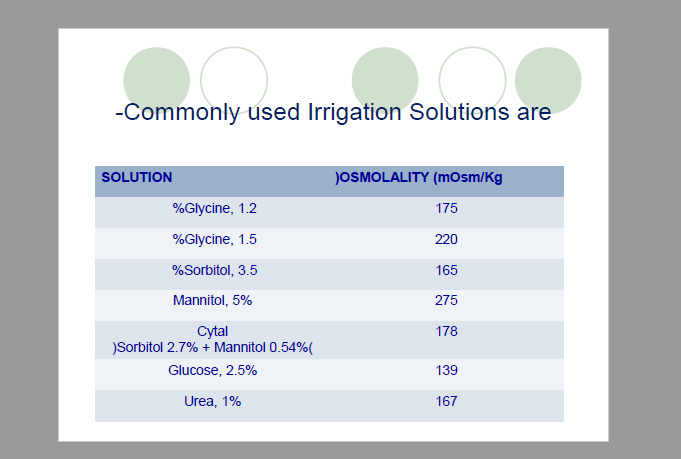 -Commonly used Irrigation Solutions are
SOLUTION )OSMOLALITY (mOsm/Kg
%Glycine, 1.2 175
%Glycine, 1.5 220
%Sorbitol, 3.5 165
Mannitol, 5% 275
Cytal 178
)Sorbitol 2.7% + Mannitol 0.54%(
Glucose, 2.5% 139
Urea, 1% 167